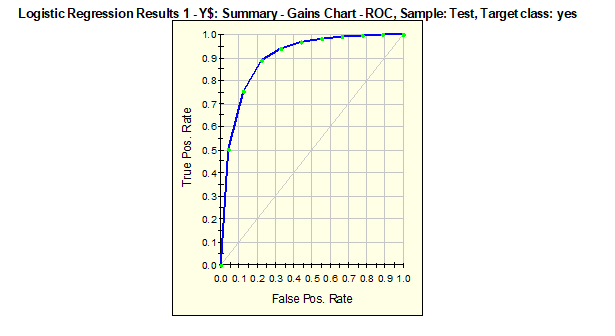 Logistic Regression Results 1 - Y$: Summary - Gains Chart - ROC, Sample: Test, Target class: yes
1.0
0.9
0.8
0.7
0.6
0.5
0.4
0.3
0.2
0.1
0.0
True Pos. Rate
0.0 0.1 0.2 0.3 0.4 0.5 0.6 0.7 0.8 0.9 1.0
False Pos. Rate